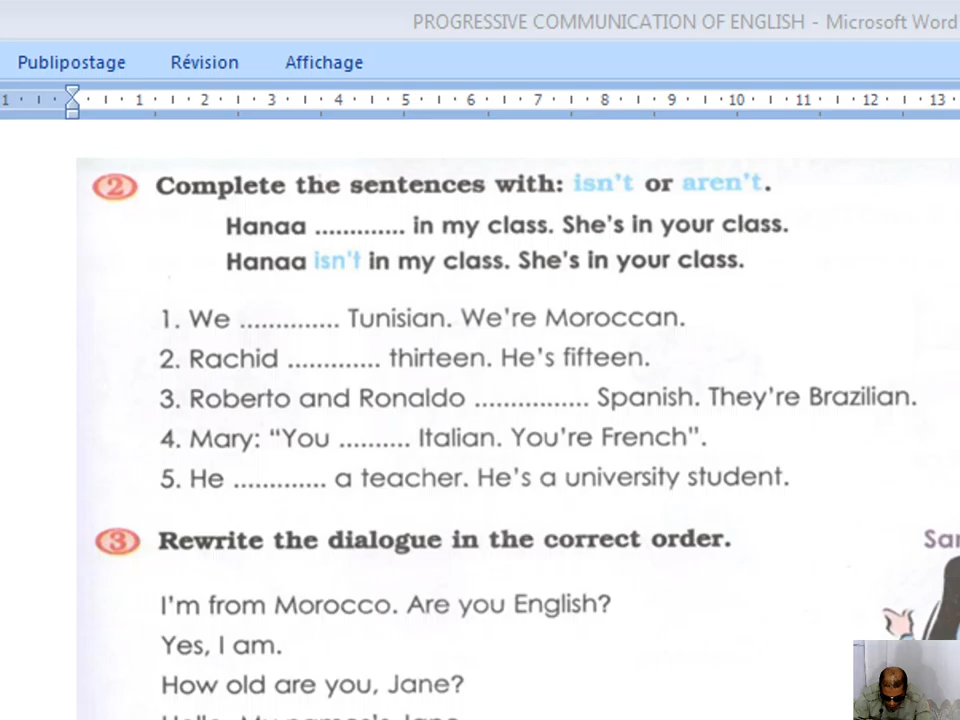 PROGRESSIVE COMMUNICATION OF ENGLISH - Microsoft Word
Publipostage Révision Affichage
1 1 2 3 4 5 6 7 8 9 10 11 12 13
2 Complete the sentences with: isn't or aren't.
Hanaa ............. in my class. She's in your class.
Hanaa isn't in my class. She's in your class.
1. We .............. Tunisian. We're Moroccan.
2. Rachid ............. thirteen. He's fifteen.
3. Roberto and Ronaldo ................ Spanish. They're Brazilian.
4. Mary: "You .......... Italian. You're French".
5. He ............. a teacher. He's a university student.
3 Rewrite the dialogue in the correct order.
I'm from Morocco. Are you English?
Yes, I am.
How old are you, Jane?